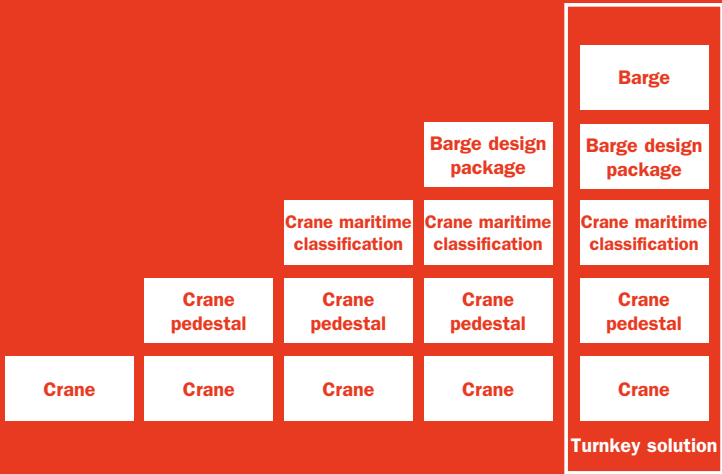 Barge
Barge design
package
Barge design
package
Crane maritime
classification
Crane maritime
classification
Crane maritime
classification
Crane
pedestal
Crane
pedestal
Crane
pedestal
Crane
pedestal
Crane
Crane
Crane
Crane
Crane
Turnkey solution